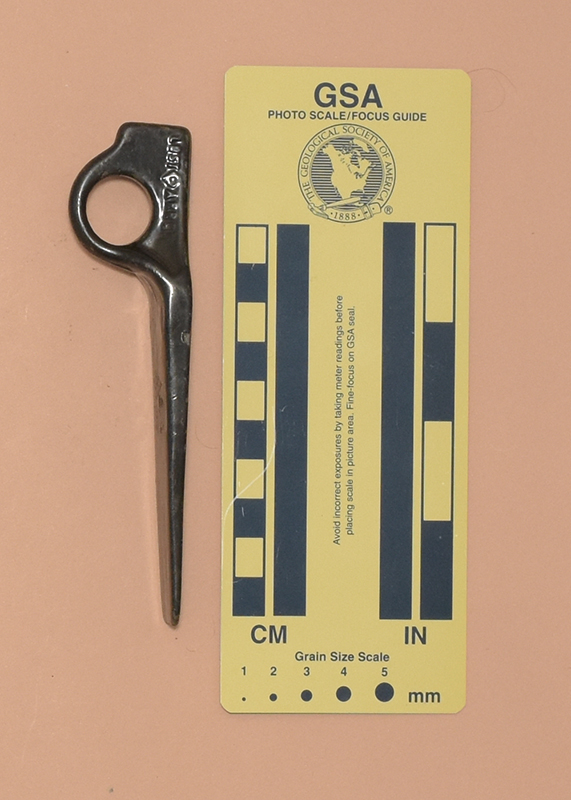 GSA
PHOTO SCALE/FOCUS GUIDE
THE GEOLOGICAL SOCIETY OF AMERICA
·1888·
®
Avoid incorrect exposures by taking meter readings before
placing scale in picture area. Fine-focus on GSA seal.
CM
IN
Grain Size Scale
1 2 3 4 5
mm